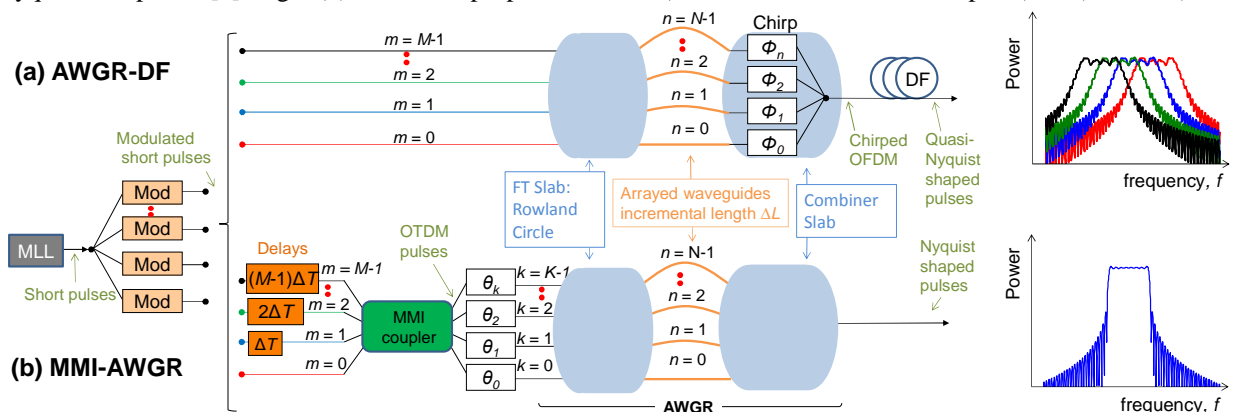 n = N-1
Chirp
m = M-1
(a) AWGR-DF
Φn
n = 2
m = 2
Φ2
DF
Power
n = 1
m = 1
Φ1
Modulated
short pulses
n = 0
m = 0
Φ0
Chirped
OFDM
Quasi-
Nyquist
shaped
pulses
frequency, f
Mod
Mod
Mod
Mod
MLL
Short pulses
FT Slab:
Rowland
Circle
Arrayed waveguides
incremental length ΔL
Combiner
Slab
OTDM
pulses
Delays
n = N-1
Nyquist
shaped
pulses
(M-1)ΔT
m = M-1
θk
k = K-1
2ΔT
m = 2
MMI
coupler
θ2
k = 2
n = 2
ΔT
m = 1
θ1
k = 1
n = 1
(b) MMI-AWGR
m = 0
θ0
k = 0
n = 0
AWGR
Power
frequency, f